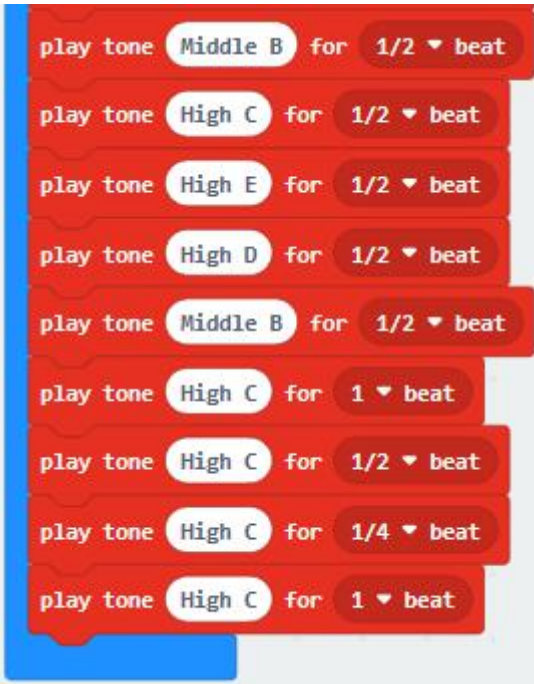 play tone Middle B for 1/2 beat
play tone High C for 1/2 beat
play tone High E for 1/2 beat
play tone High D for 1/2 beat
play tone Middle B for 1/2 beat
play tone High C for 1 beat
play tone High C for 1/2 beat
play tone High C for 1/4 beat
play tone High C for 1 beat